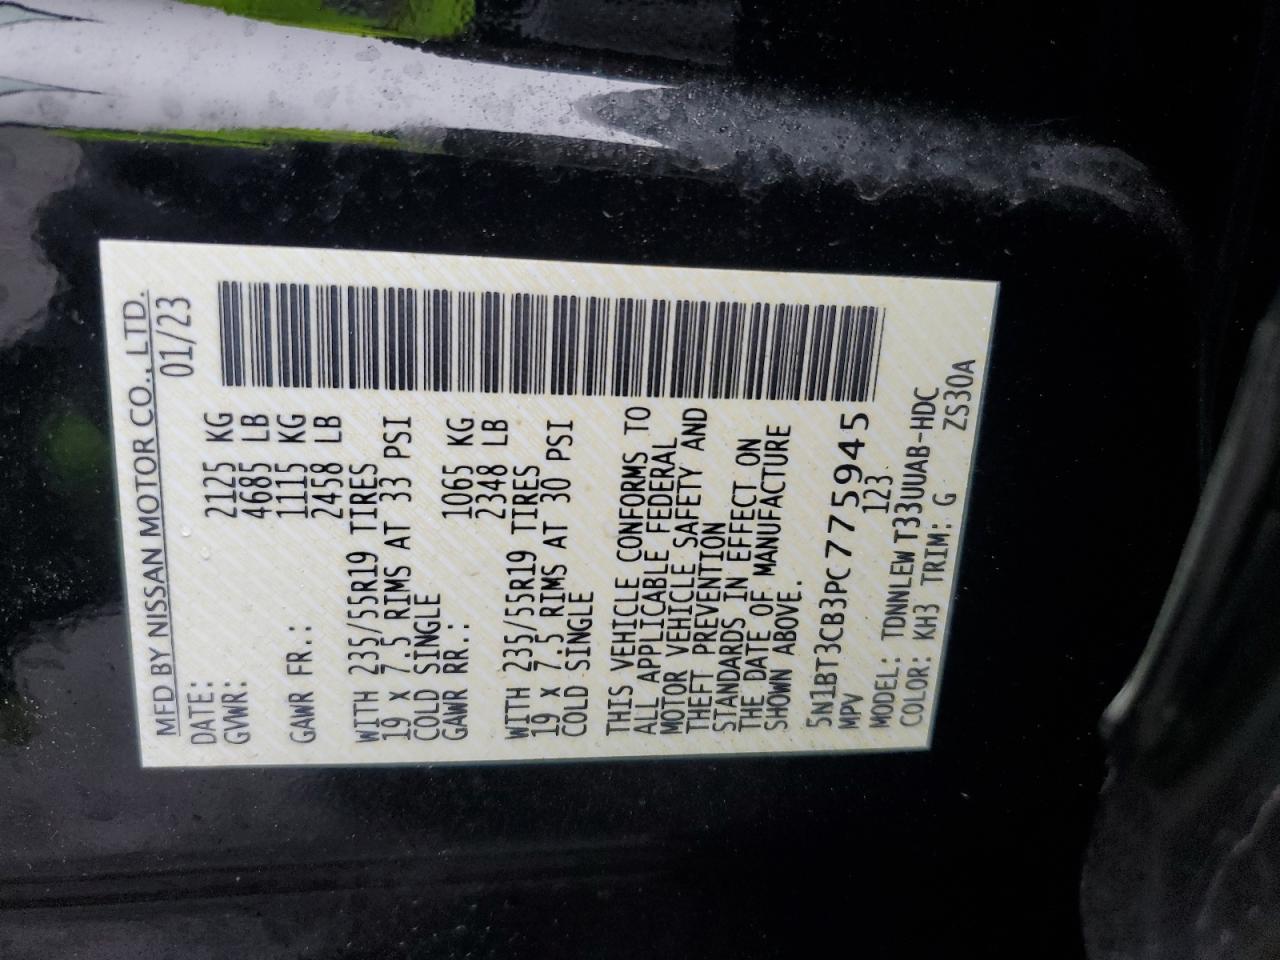 MFD BY NISSAN MOTOR CO., LTD.
DATE: 01/23
GVWR: 2125 KG
4685 LB
GAWR FR.: 1115 KG
2458 LB
WITH 235/55R19 TIRES
19 X 7.5 RIMS AT 33 PSI
COLD SINGLE
GAWR RR.: 1065 KG
2348 LB
WITH 235/55R19 TIRES
19 X 7.5 RIMS AT 30 PSI
COLD SINGLE
THIS VEHICLE CONFORMS TO
ALL APPLICABLE FEDERAL
MOTOR VEHICLE SAFETY AND
THEFT PREVENTION
STANDARDS IN EFFECT ON
THE DATE OF MANUFACTURE
SHOWN ABOVE.
5N1BT3CB3PC775945
MPV 123
MODEL: TDNNLEW T33UUAB-HDC
COLOR: KH3 TRIM: G ZS30A